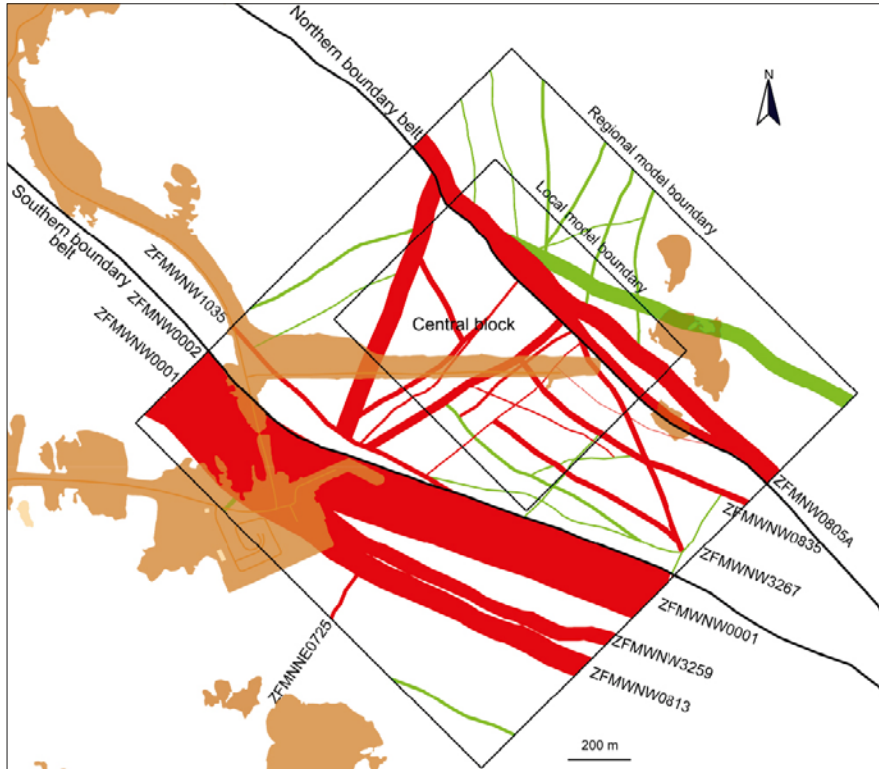 Northern boundary belt
N
Regional model boundary
Local model boundary
Southern boundary
belt
ZFMWNW1035
ZFMNW0002
ZFMWNW0001
Central block
ZFMNW0805A
ZFMWNW0835
ZFMWNW3267
ZFMWNW0001
ZFMWNW3259
ZFMWNW0813
ZFMNNE0725
200 m